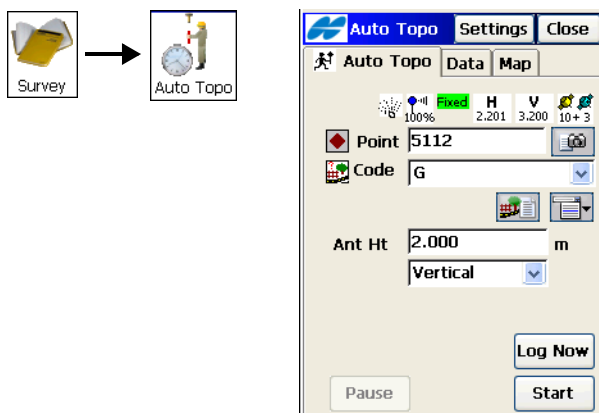 Survey
Auto Topo
Auto Topo Settings Close
Auto Topo Data Map
100% Fixed H 2.201 V 3.200 10+3
Point 5112
Code G
Ant Ht 2.000 m
Vertical
Log Now
Pause Start